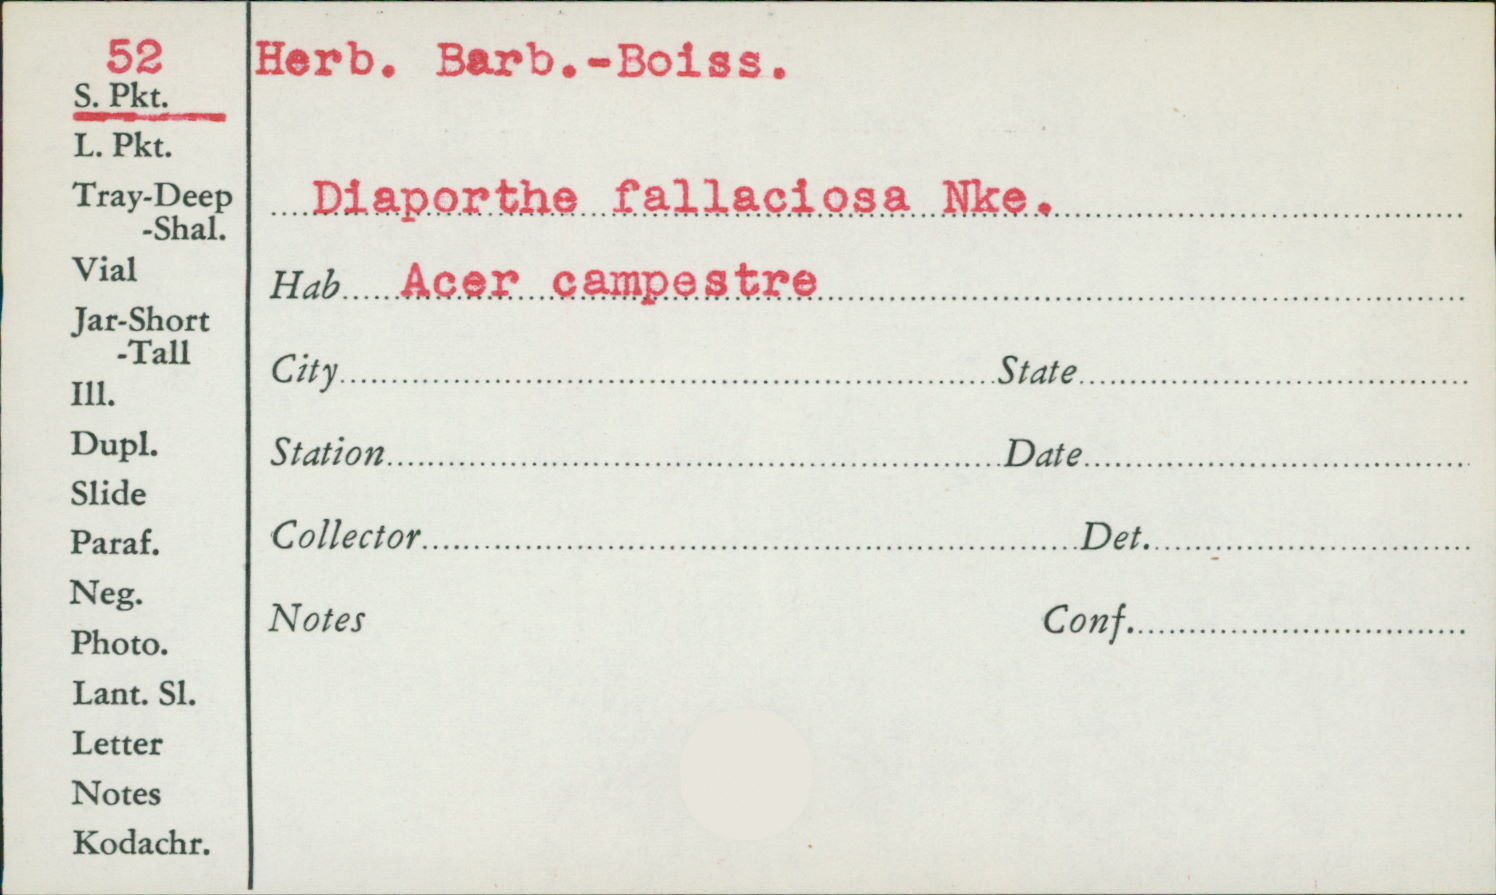 52
S. Pkt.
L. Pkt.
Tray-Deep
-Shal.
Vial
Jar-Short
-Tall
Ill.
Dupl.
Slide
Paraf.
Neg.
Photo.
Lant. Sl.
Letter
Notes
Kodachr.
Herb. Barb.-Boiss.
Diaporthe fallaciosa Nke.
Hab Acer campestre
City State
Station Date
Collector Det.
Notes Conf.